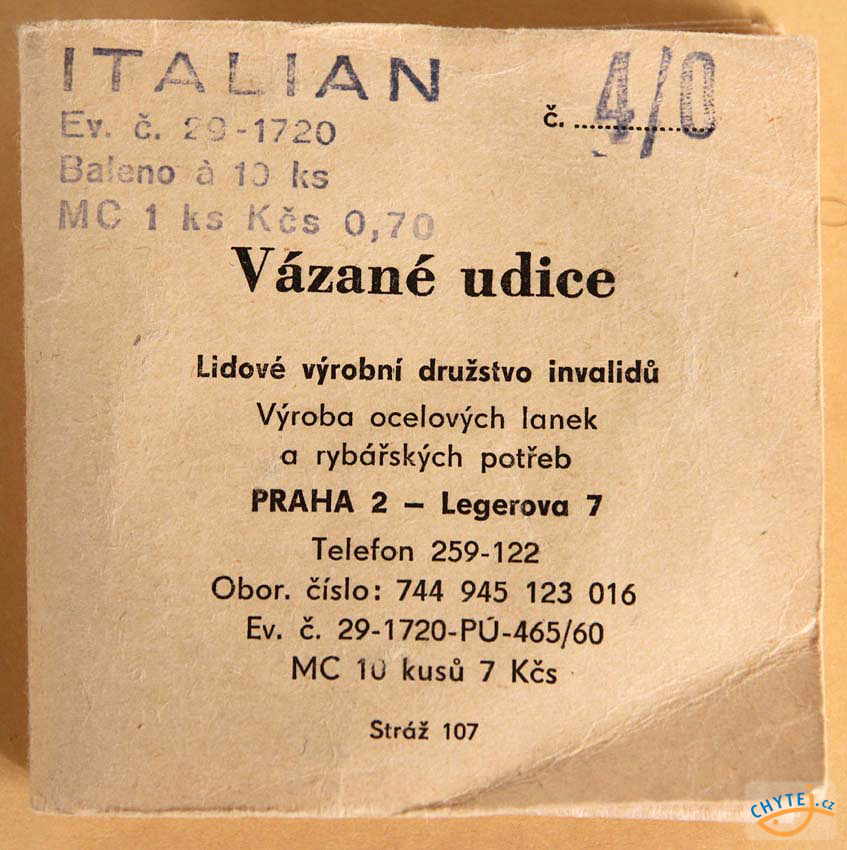 ITALIAN
č. 4/0
Ev. č. 29-1720
Baleno à 10 ks
MC 1 ks Kčs 0,70
Vázané udice
Lidové výrobní družstvo invalidů
Výroba ocelových lanek
a rybářských potřeb
PRAHA 2 – Legerova 7
Telefon 259-122
Obor. číslo: 744 945 123 016
Ev. č. 29-1720-PÚ-465/60
MC 10 kusů 7 Kčs
Stráž 107
CHYTEJ.cz